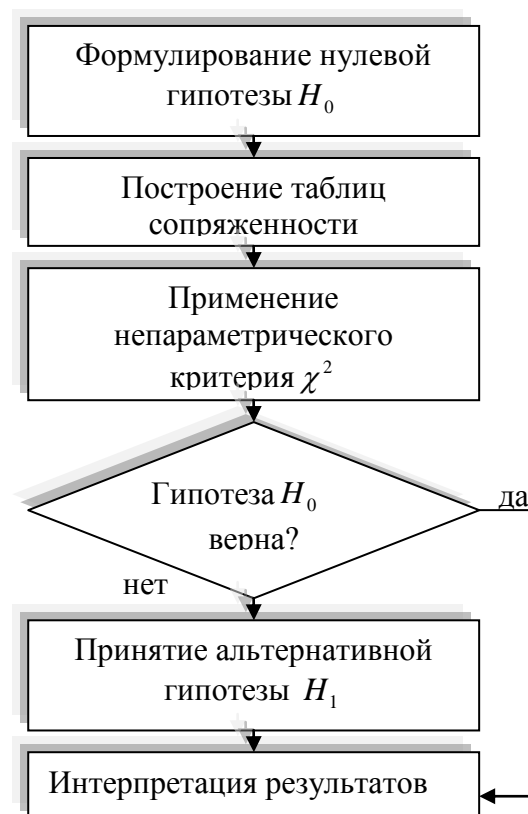 Формулирование нулевой
гипотезы H₀
Построение таблиц
сопряженности
Применение
непараметрического
критерия χ²
Гипотеза H₀
верна?
да
нет
Принятие альтернативной
гипотезы H₁
Интерпретация результатов